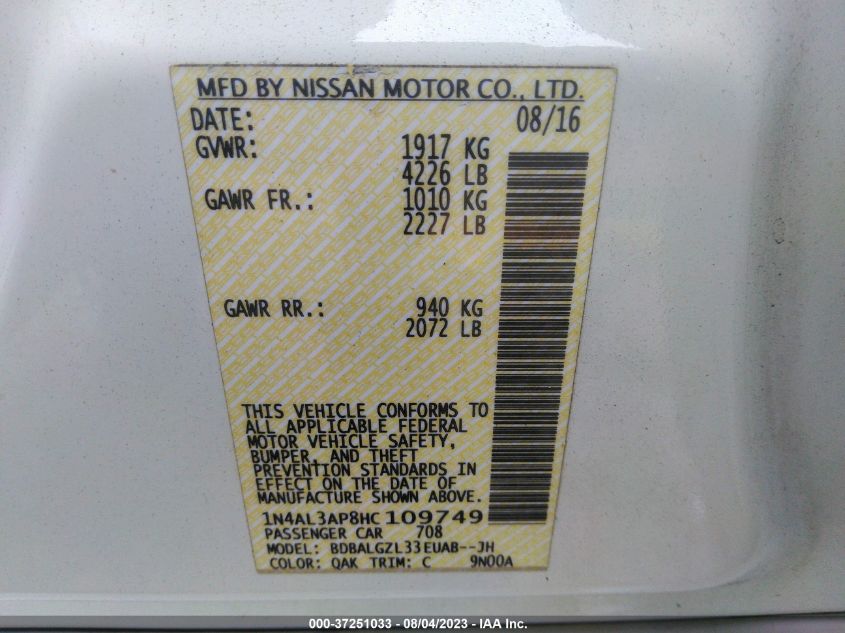 MFD BY NISSAN MOTOR CO., LTD.
DATE: 08/16
GVWR: 1917 KG
4226 LB
GAWR FR.: 1010 KG
2227 LB
GAWR RR.: 940 KG
2072 LB
THIS VEHICLE CONFORMS TO
ALL APPLICABLE FEDERAL
MOTOR VEHICLE SAFETY,
BUMPER, AND THEFT
PREVENTION STANDARDS IN
EFFECT ON THE DATE OF
MANUFACTURE SHOWN ABOVE.
1N4AL3AP8HC109749
PASSENGER CAR 708
MODEL: BDBALGZL33EUAB--JH
COLOR: QAK TRIM: C 9N00A
000-37251033 - 08/04/2023 - IAA Inc.